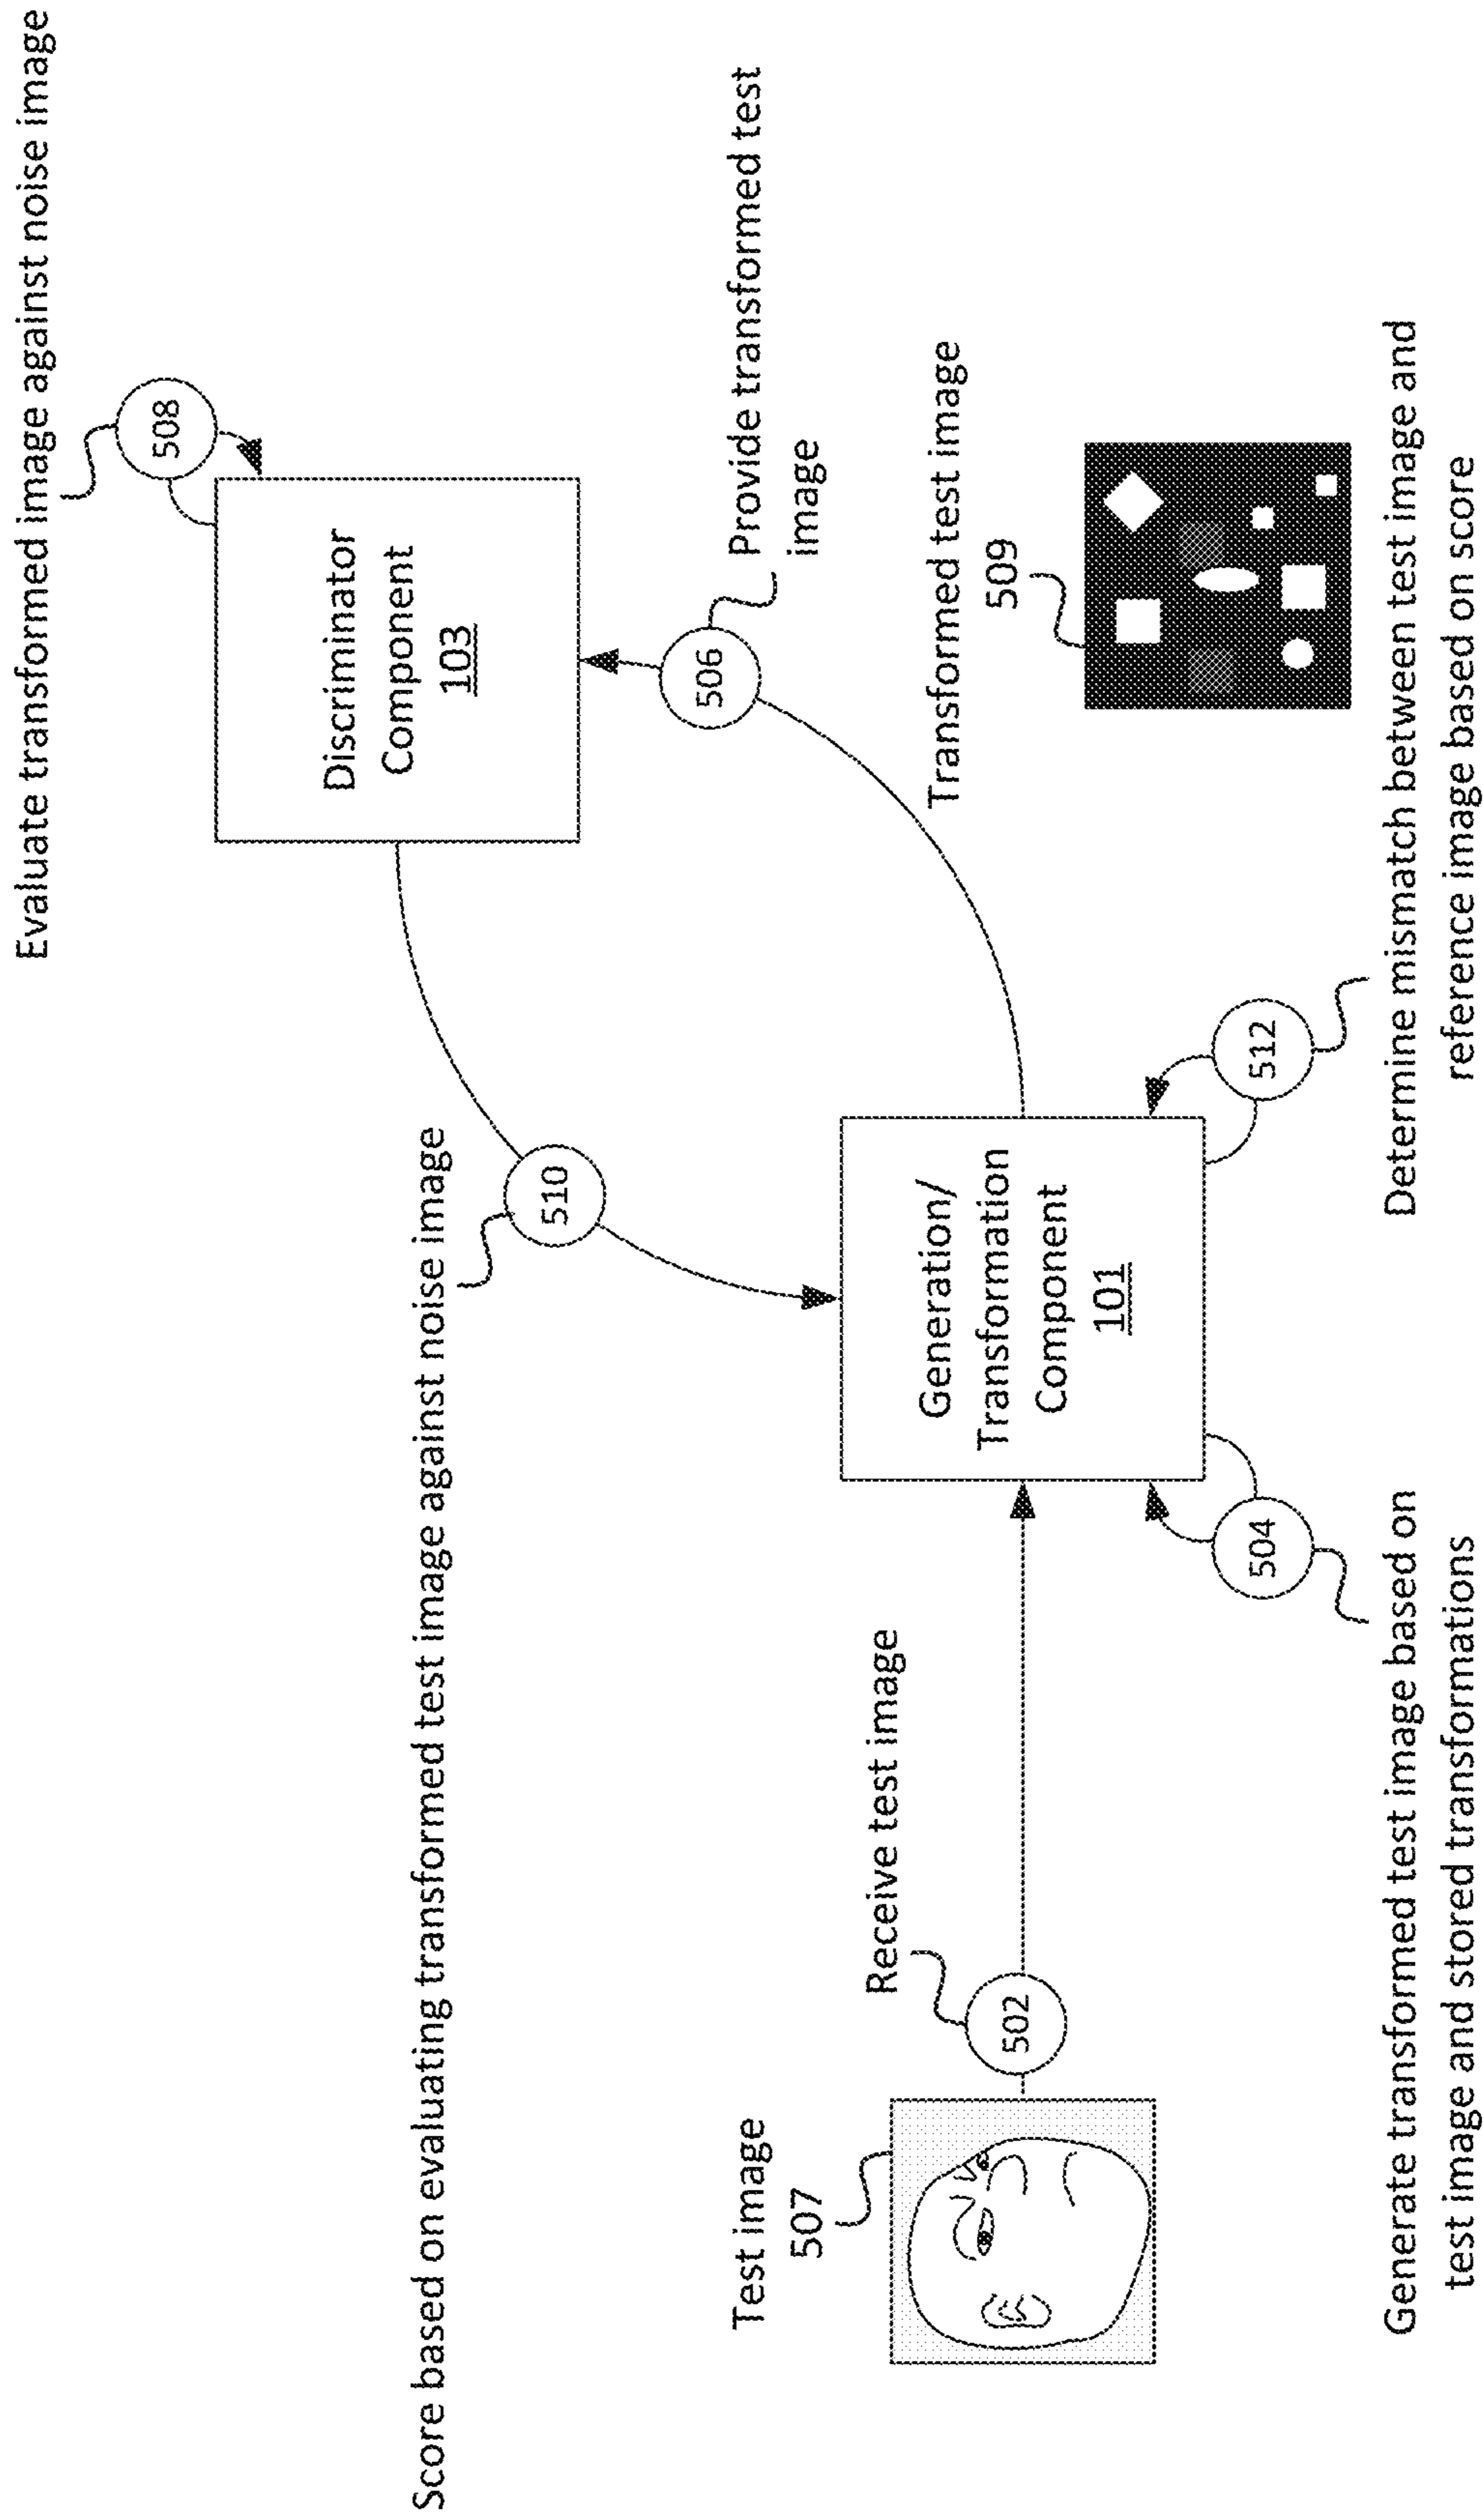 Evaluate transformed image against noise image
508
Discriminator
Component
103
Score based on evaluating transformed test image against noise image
510
506
Provide transformed test
image
Test image
507
502
Receive test image
Generation/
Transformation
Component
101
Transformed test image
509
504
512
Generate transformed test image based on
test image and stored transformations
Determine mismatch between test image and
reference image based on score